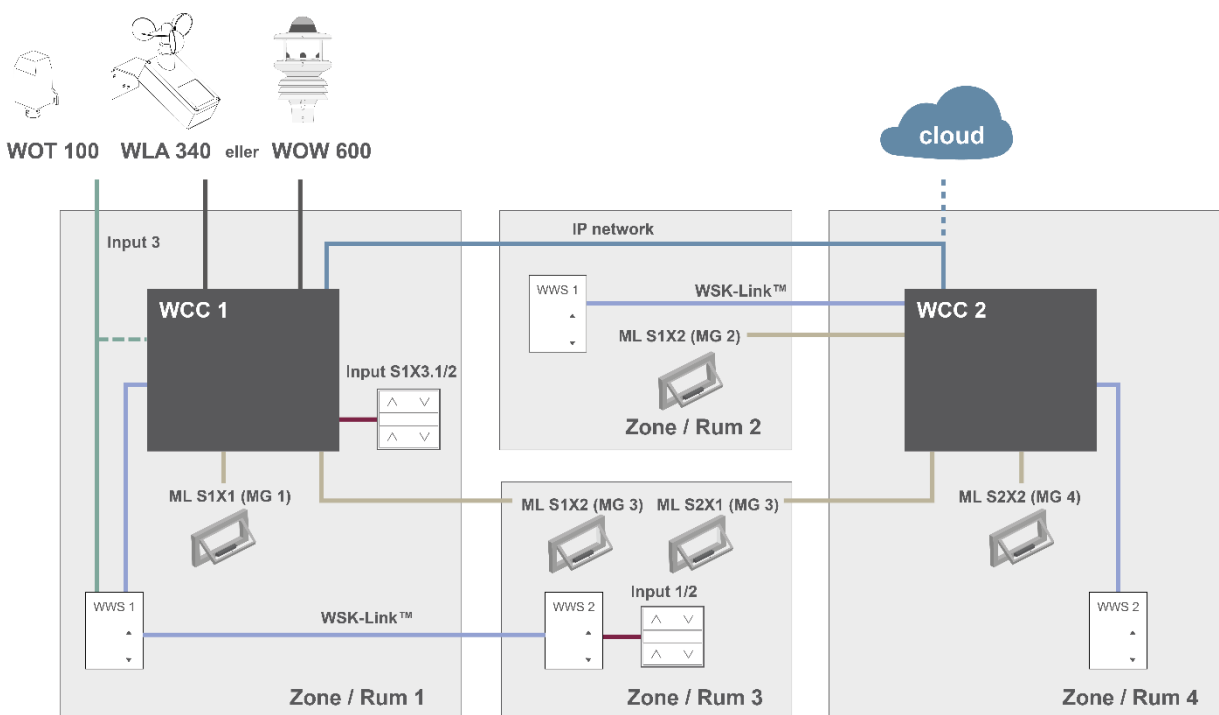 cloud
WOT 100 WLA 340 eller WOW 600
Input 3
IP network
WCC 1
WWS 1
WSK-Link™
WCC 2
ML S1X2 (MG 2)
Input S1X3.1/2
Zone / Rum 2
ML S1X1 (MG 1)
ML S1X2 (MG 3) ML S2X1 (MG 3)
ML S2X2 (MG 4)
WWS 1
WSK-Link™
WWS 2
Input 1/2
WWS 2
Zone / Rum 1
Zone / Rum 3
Zone / Rum 4